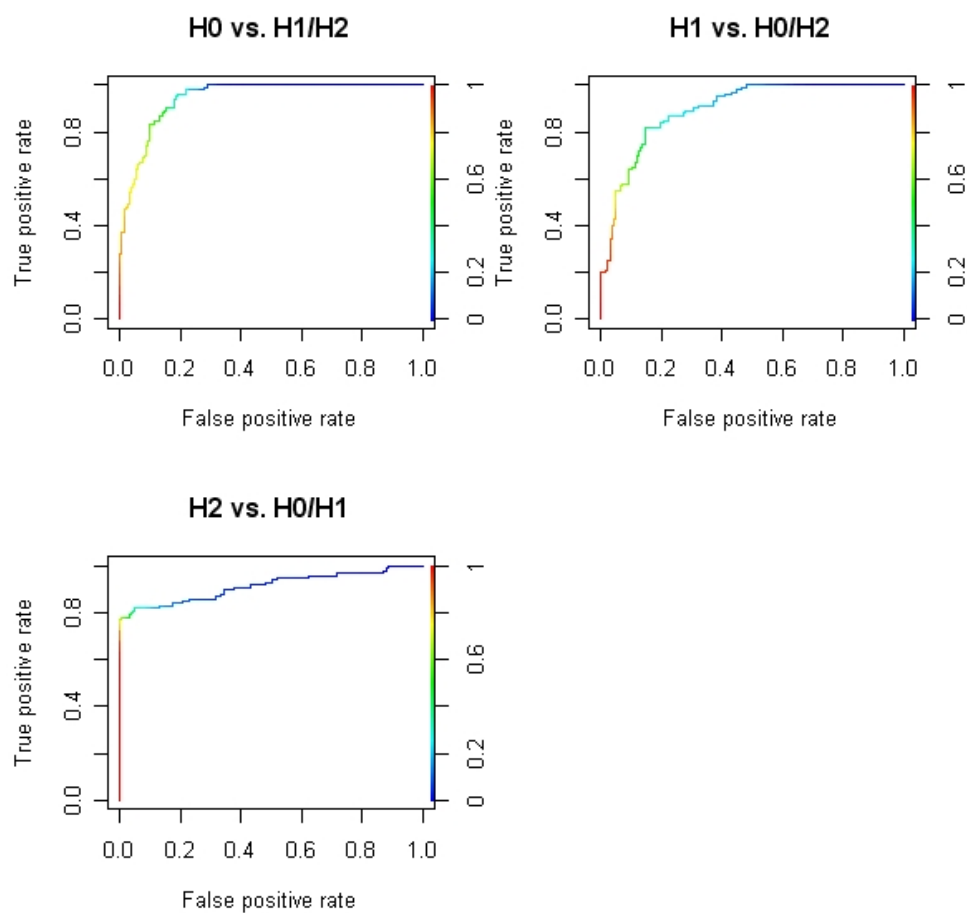 H0 vs. H1/H2
True positive rate
0.0 0.4 0.8
0 0.2 0.6 1
0.0 0.2 0.4 0.6 0.8 1.0
False positive rate
H1 vs. H0/H2
True positive rate
0.0 0.4 0.8
0 0.2 0.6 1
0.0 0.2 0.4 0.6 0.8 1.0
False positive rate
H2 vs. H0/H1
True positive rate
0.0 0.4 0.8
0 0.2 0.6 1
0.0 0.2 0.4 0.6 0.8 1.0
False positive rate